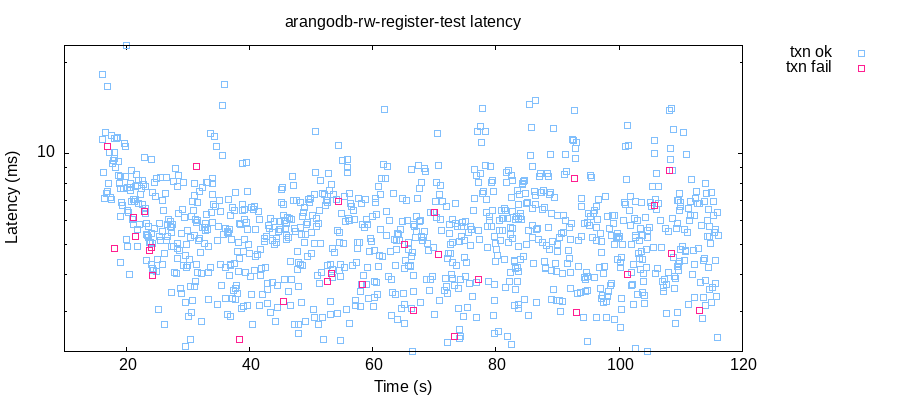 arangodb-rw-register-test latency
txn ok
txn fail
10
Latency (ms)
20 40 60 80 100 120
Time (s)